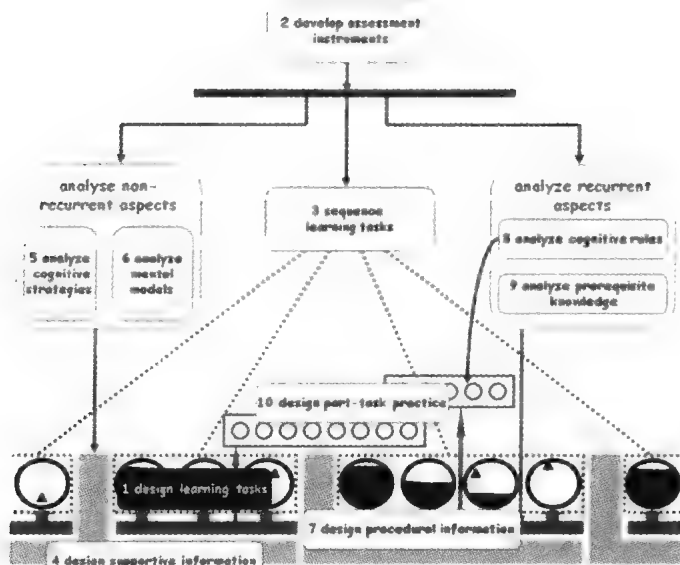 2 develop assessment
instruments
analyse non-
recurrent aspects
5 analyze
cognitive
strategies
6 analyze
mental
models
3 sequence
learning tasks
analyze recurrent
aspects
8 analyze cognitive rules
9 analyze prerequisite
knowledge
10 design part-task practice
1 design learning tasks
7 design procedural information
4 design supportive information